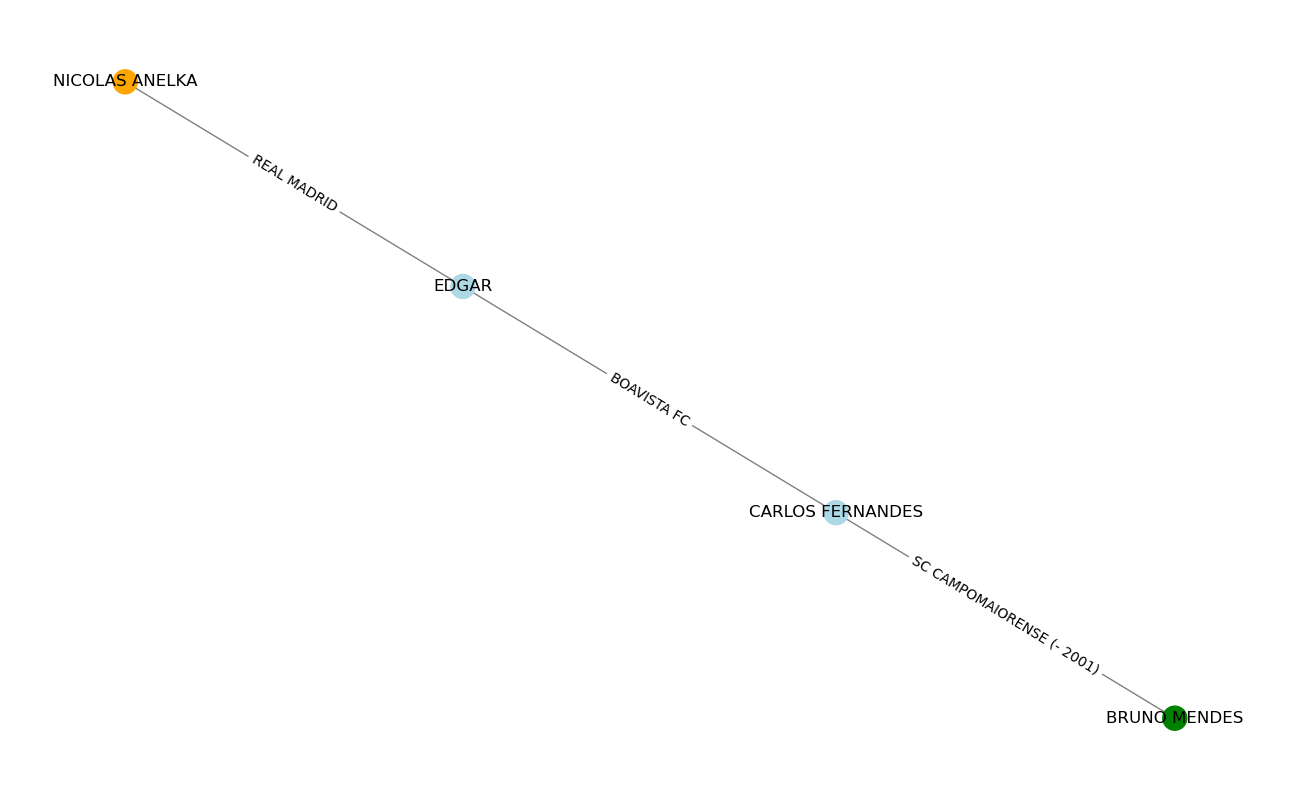 NICOLAS ANELKA
REAL MADRID
EDGAR
BOAVISTA FC
CARLOS FERNANDES
SC CAMPOMAIORENSE (- 2001)
BRUNO MENDES